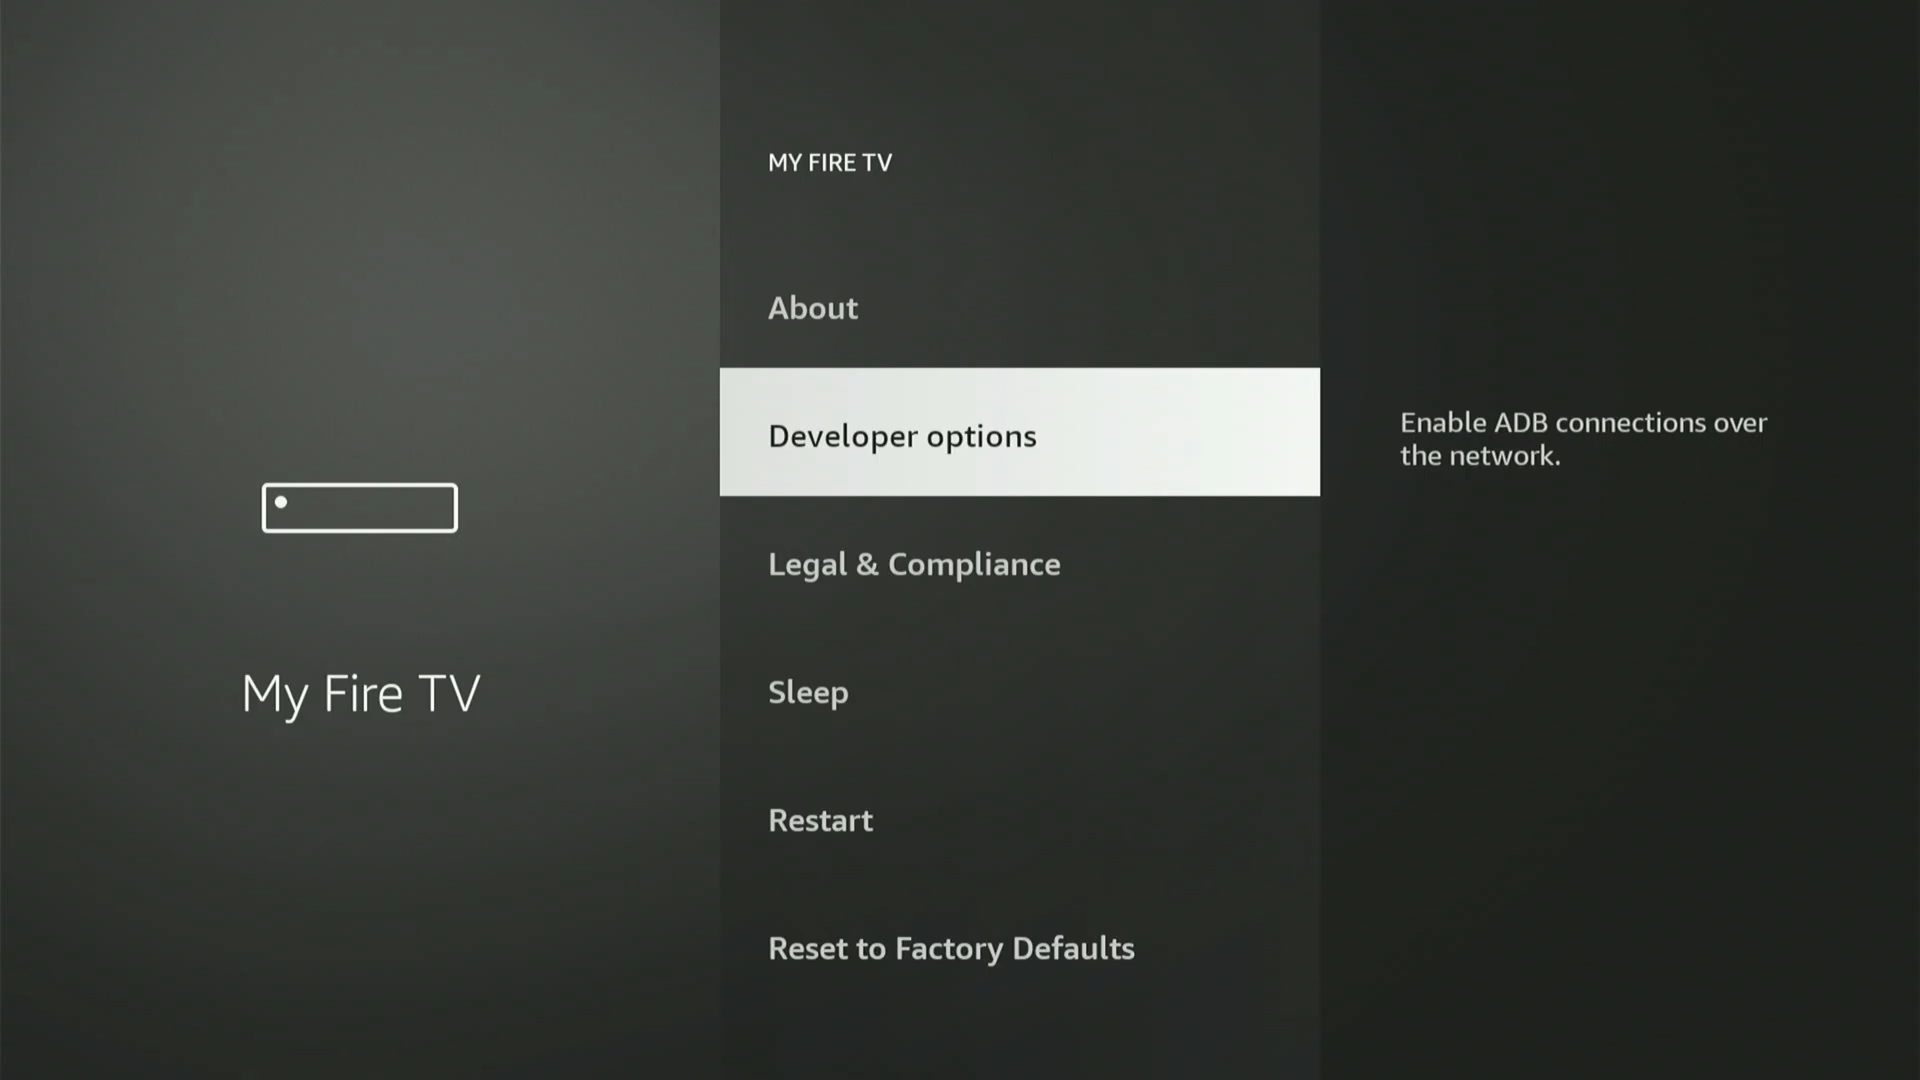 My Fire TV
MY FIRE TV
About
Developer options
Enable ADB connections over
the network.
Legal & Compliance
Sleep
Restart
Reset to Factory Defaults